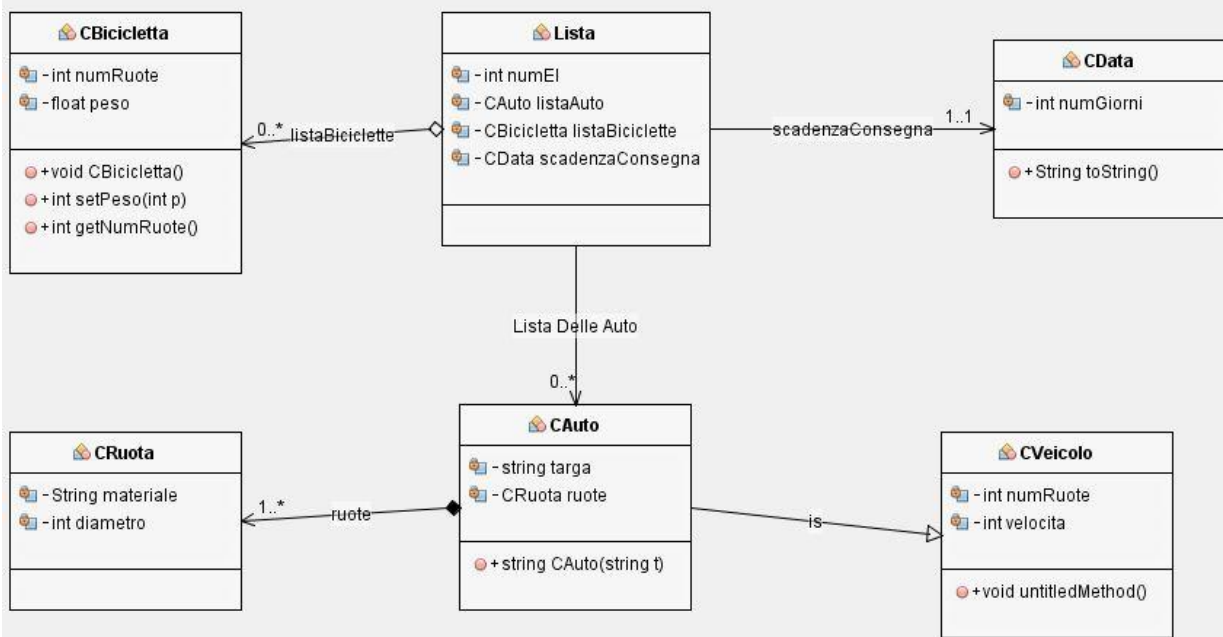 CBicicletta
- int numRuote
- float peso
+ void CBicicletta()
+ int setPeso(int p)
+ int getNumRuote()
0..* listaBiciclette
Lista
- int numEl
- CAuto listaAuto
- CBicicletta listaBiciclette
- CData scadenzaConsegna
scadenzaConsegna
1..1
CData
- int numGiorni
+ String toString()
Lista Delle Auto
0..*
CRuota
- String materiale
- int diametro
1..*
ruote
CAuto
- string targa
- CRuota ruote
+ string CAuto(string t)
is
CVeicolo
- int numRuote
- int velocita
+ void untitledMethod()